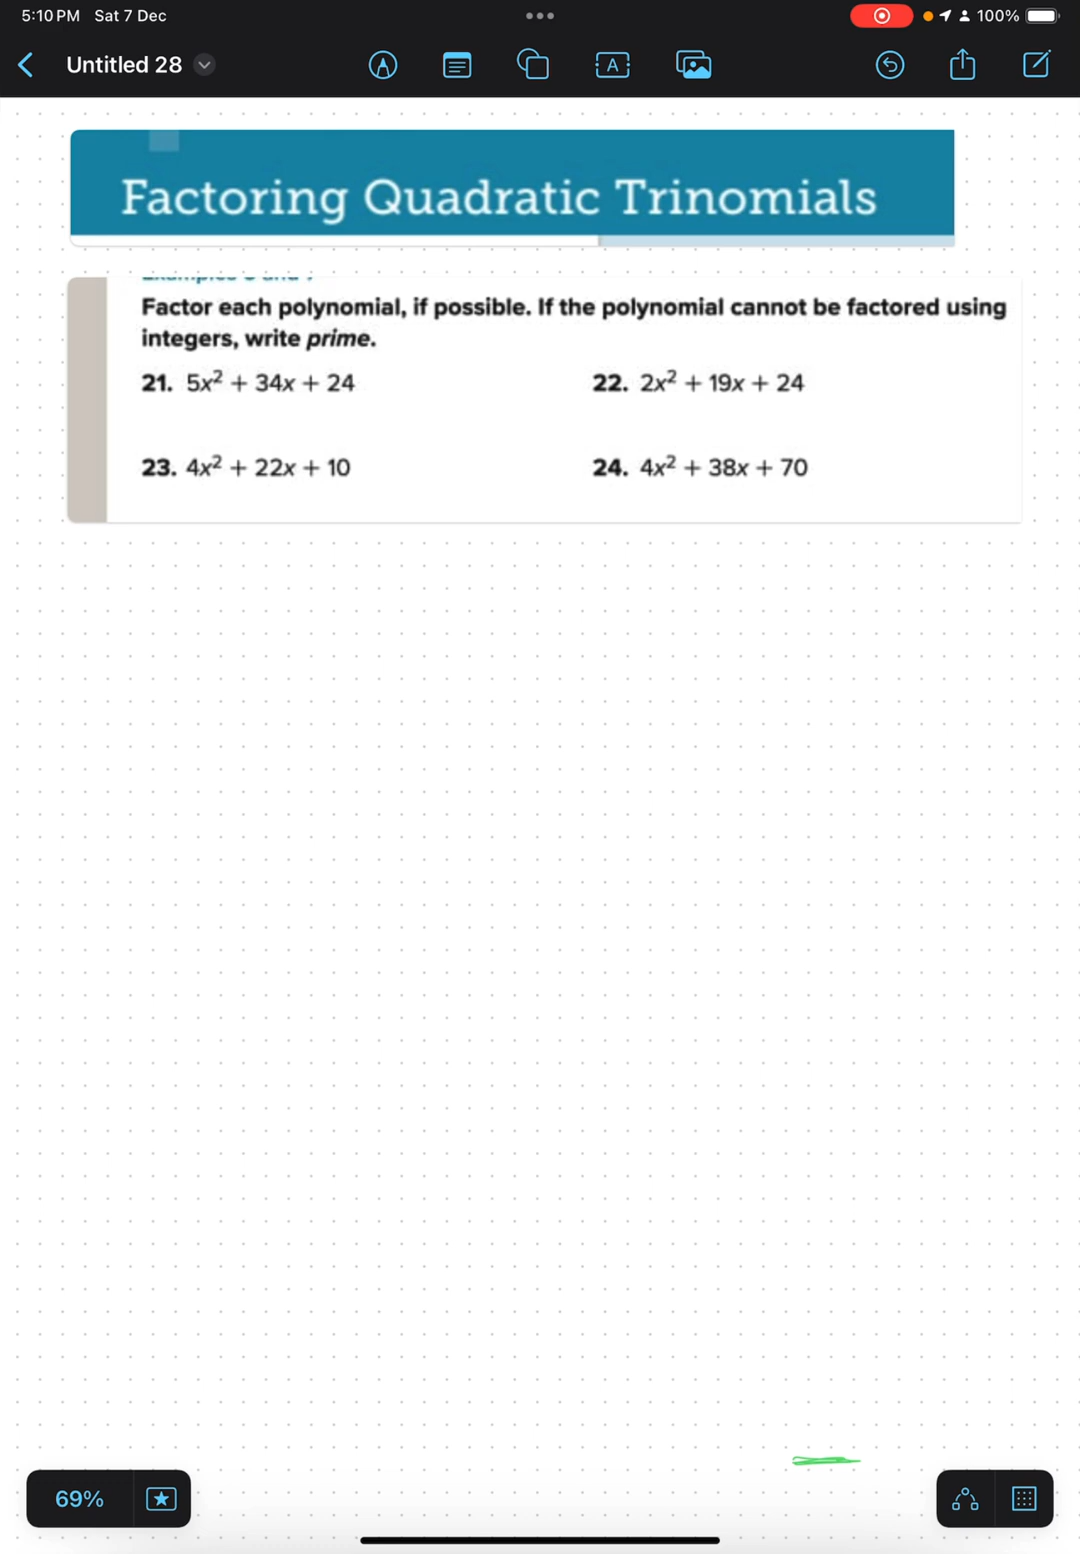 5:10 PM Sat 7 Dec
100%
Untitled 28
A
Factoring Quadratic Trinomials
Factor each polynomial, if possible. If the polynomial cannot be factored using
integers, write prime.
21. 5x² + 34x + 24
22. 2x² + 19x + 24
23. 4x² + 22x + 10
24. 4x² + 38x + 70
69%